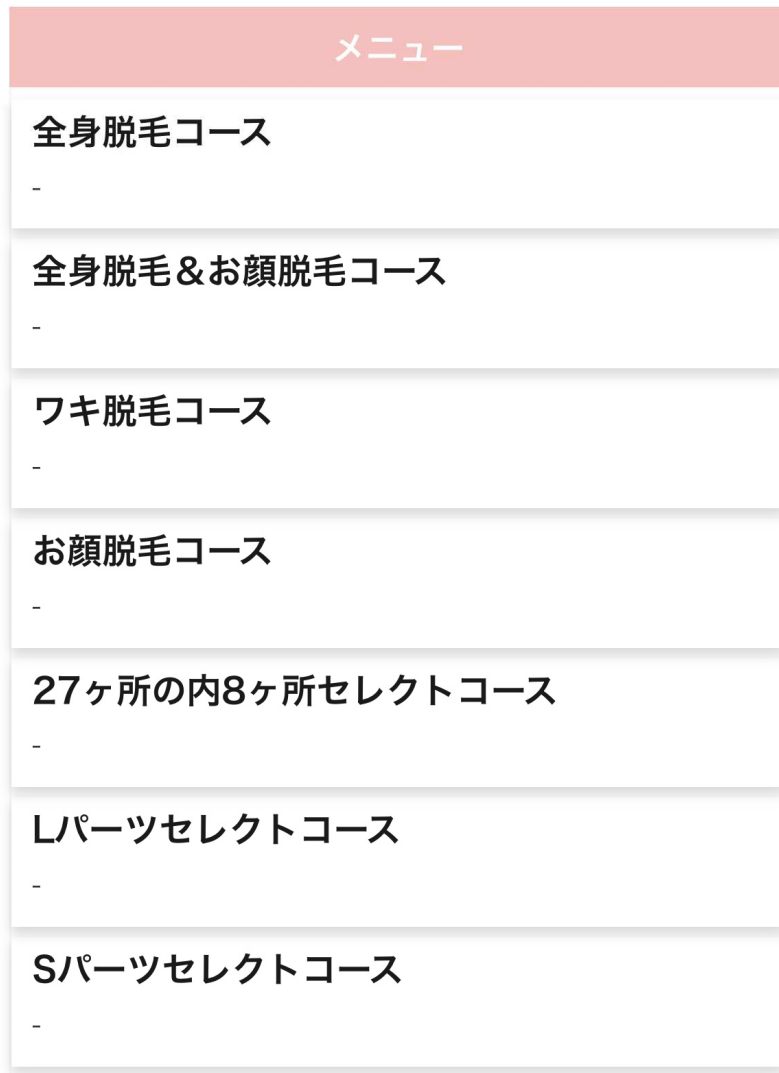 メニュー
全身脱毛コース
-
全身脱毛&お顔脱毛コース
-
ワキ脱毛コース
-
お顔脱毛コース
-
27ヶ所の内8ヶ所セレクトコース
-
Lパーツセレクトコース
-
Sパーツセレクトコース
-